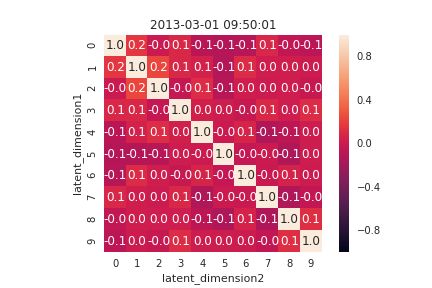 2013-03-01 09:50:01
latent_dimension1
0 1.0 0.2 -0.0 0.1 -0.1 -0.1 -0.1 0.1 -0.0 -0.1
1 0.2 1.0 0.2 0.1 0.1 -0.1 0.1 0.0 0.0 0.0
2 -0.0 0.2 1.0 -0.0 0.1 -0.1 0.0 0.0 0.0 -0.0
3 0.1 0.1 -0.0 1.0 0.0 0.0 -0.0 0.1 0.0 0.1
4 -0.1 0.1 0.1 0.0 1.0 -0.0 0.1 -0.1 -0.1 0.0
5 -0.1 -0.1 -0.1 0.0 -0.0 1.0 -0.0 -0.0 -0.1 0.0
6 -0.1 0.1 0.0 -0.0 0.1 -0.0 1.0 -0.0 0.1 0.0
7 0.1 0.0 0.0 0.1 -0.1 -0.0 -0.0 1.0 -0.1 -0.0
8 -0.0 0.0 0.0 0.0 -0.1 -0.1 0.1 -0.1 1.0 0.1
9 -0.1 0.0 -0.0 0.1 0.0 0.0 0.0 -0.0 0.1 1.0
0 1 2 3 4 5 6 7 8 9
latent_dimension2
0.8
0.4
0.0
-0.4
-0.8